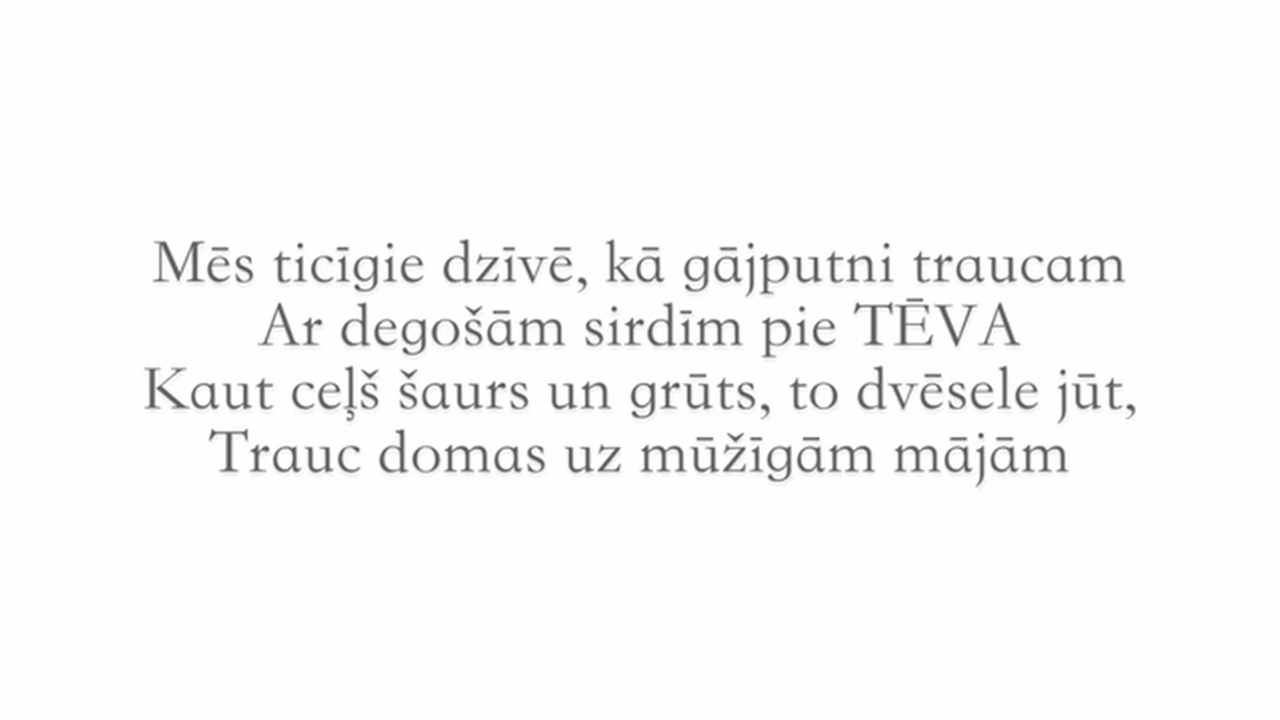 Mēs ticīgie dzīvē, kā gājputni traucam
Ar degošām sirdīm pie TĒVA
Kaut ceļš šaurs un grūts, to dvēsele jūt,
Trauc domas uz mūžīgām mājām